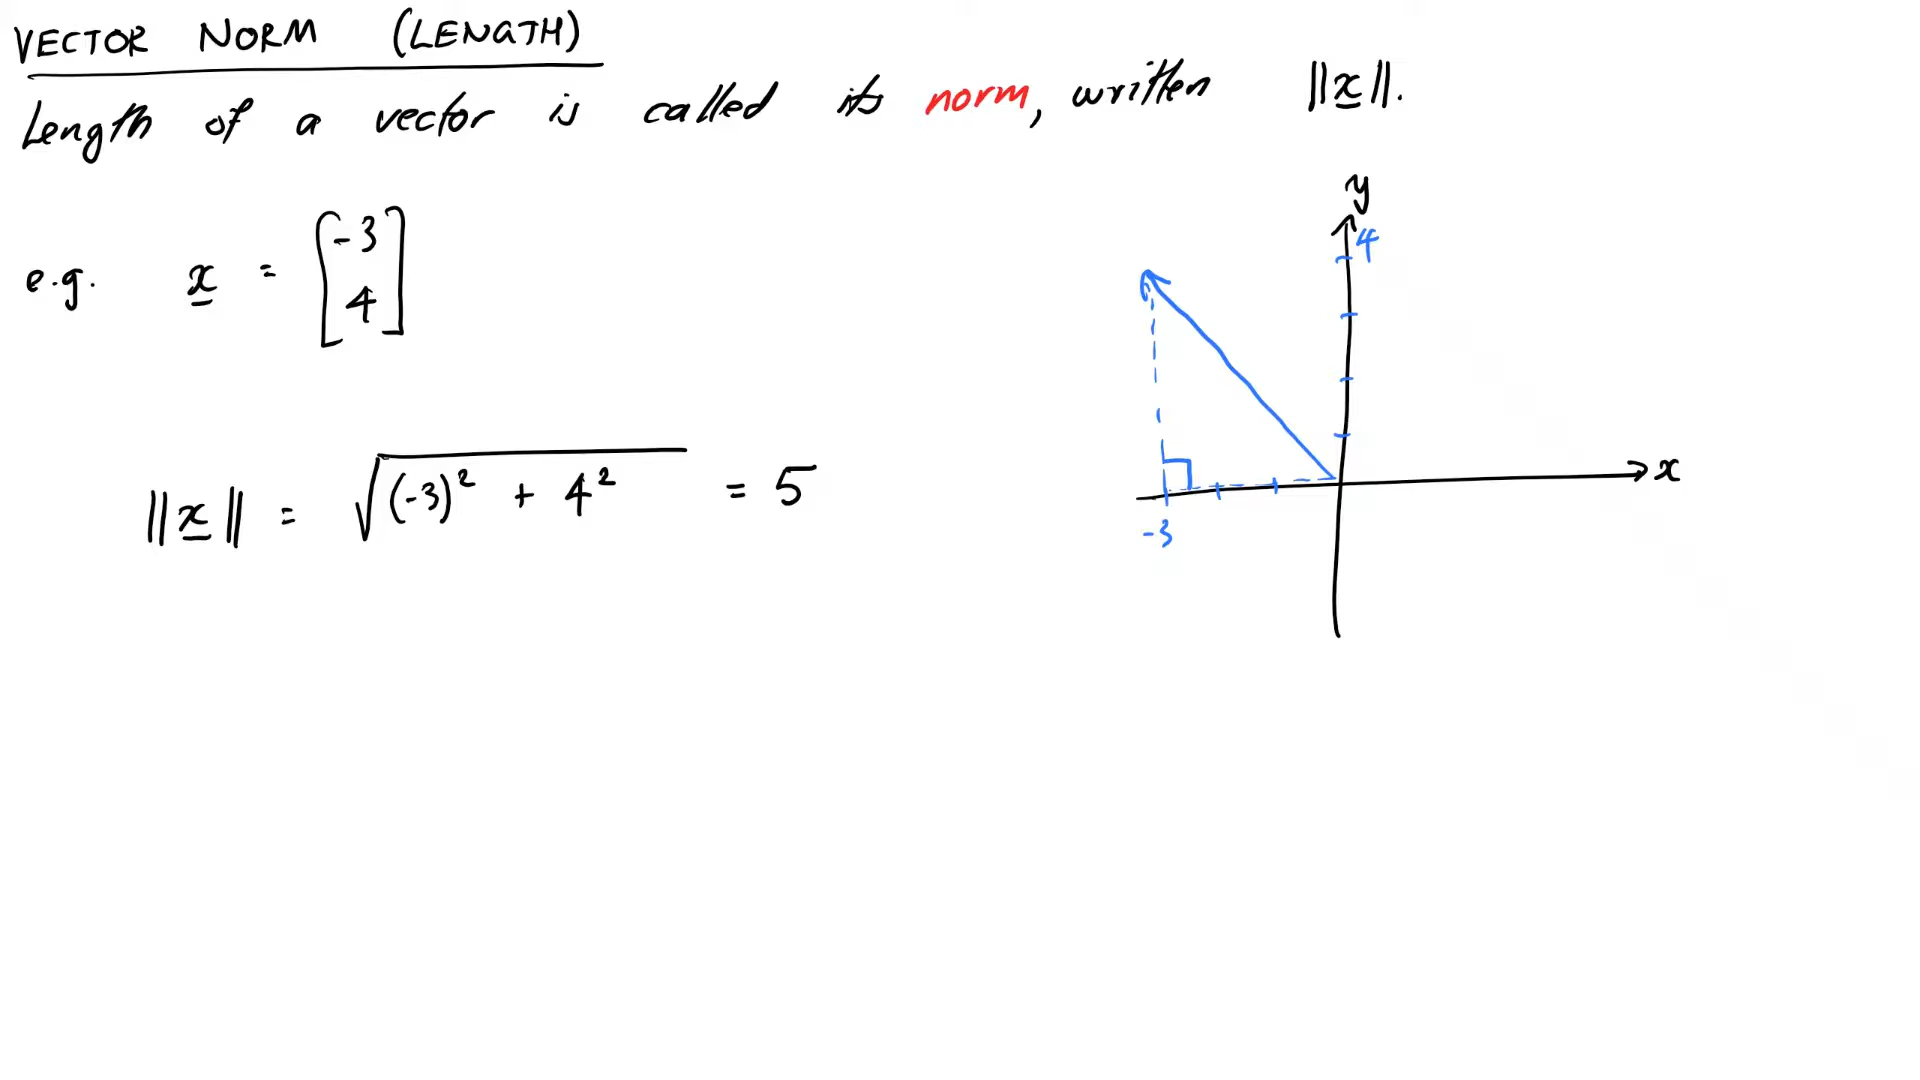 VECTOR NORM (LENGTH)
Length of a vector is called its norm, written ||x||.
e.g. x = [-3 4]
||x|| = √((-3)² + 4²) = 5
y
4
x
-3